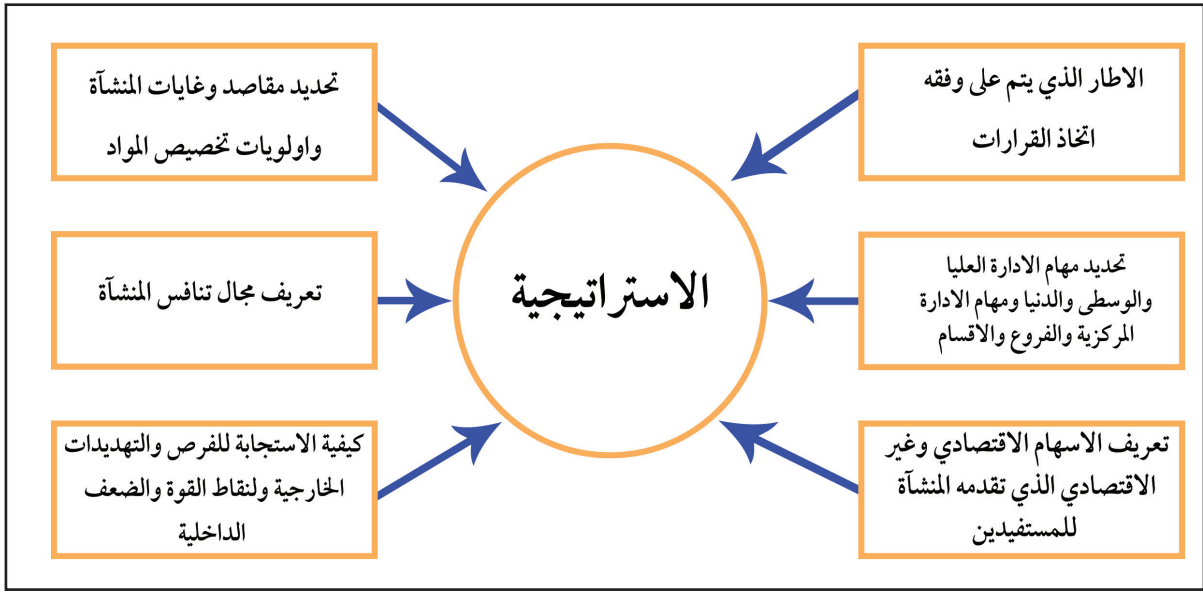 الاطار الذي يتم على وفقه
اتخاذ القرارات
تحديد مهام الادارة العليا
والوسطى والدنيا ومهام الادارة
المركزية والفروع والاقسام
تعريف الاسهام الاقتصادي وغير
الاقتصادي الذي تقدمه المنشآة
للمستفيدين
الاستراتيجية
تحديد مقاصد وغايات المنشآة
واولويات تخصيص المواد
تعريف مجال تنافس المنشآة
كيفية الاستجابة للفرص والتهديدات
الخارجية ولنقاط القوة والضعف
الداخلية